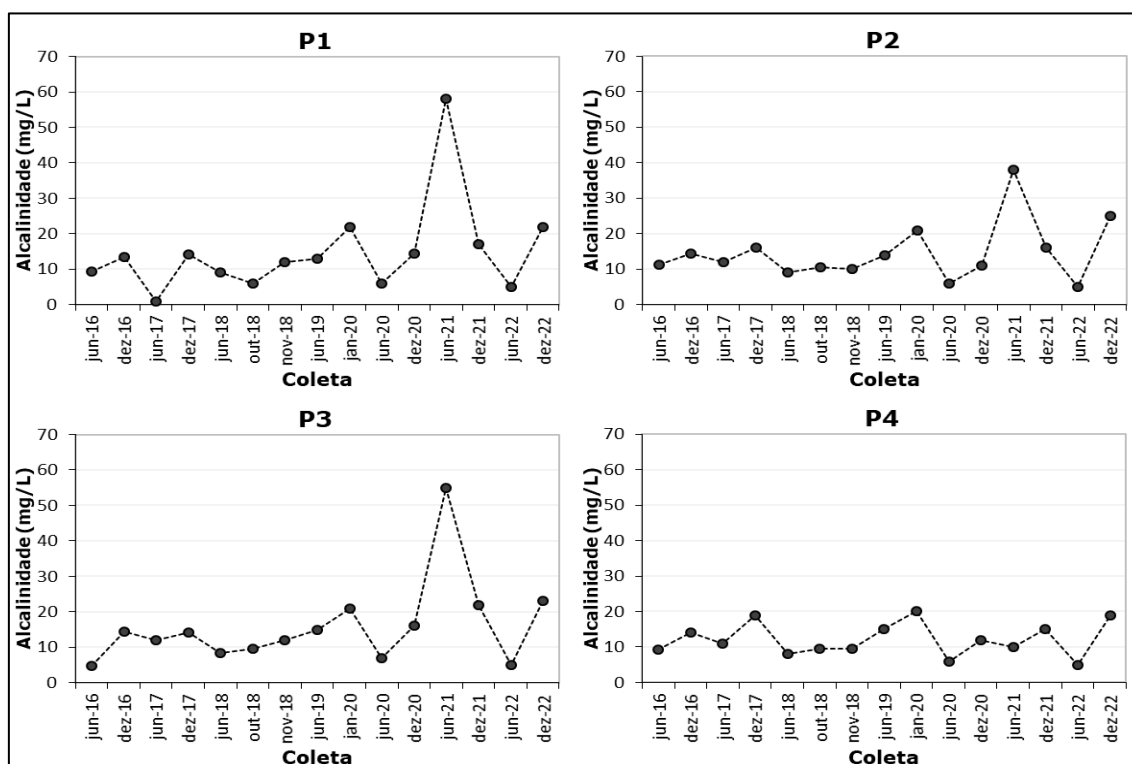 P1
Alcalinidade (mg/L)
70
60
50
40
30
20
10
0
jun-16
dez-16
jun-17
dez-17
jun-18
out-18
nov-18
jun-19
jan-20
jun-20
dez-20
jun-21
dez-21
jun-22
dez-22
Coleta
P2
Alcalinidade (mg/L)
70
60
50
40
30
20
10
0
jun-16
dez-16
jun-17
dez-17
jun-18
out-18
nov-18
jun-19
jan-20
jun-20
dez-20
jun-21
dez-21
jun-22
dez-22
Coleta
P3
Alcalinidade (mg/L)
70
60
50
40
30
20
10
0
jun-16
dez-16
jun-17
dez-17
jun-18
out-18
nov-18
jun-19
jan-20
jun-20
dez-20
jun-21
dez-21
jun-22
dez-22
Coleta
P4
Alcalinidade (mg/L)
70
60
50
40
30
20
10
0
jun-16
dez-16
jun-17
dez-17
jun-18
out-18
nov-18
jun-19
jan-20
jun-20
dez-20
jun-21
dez-21
jun-22
dez-22
Coleta